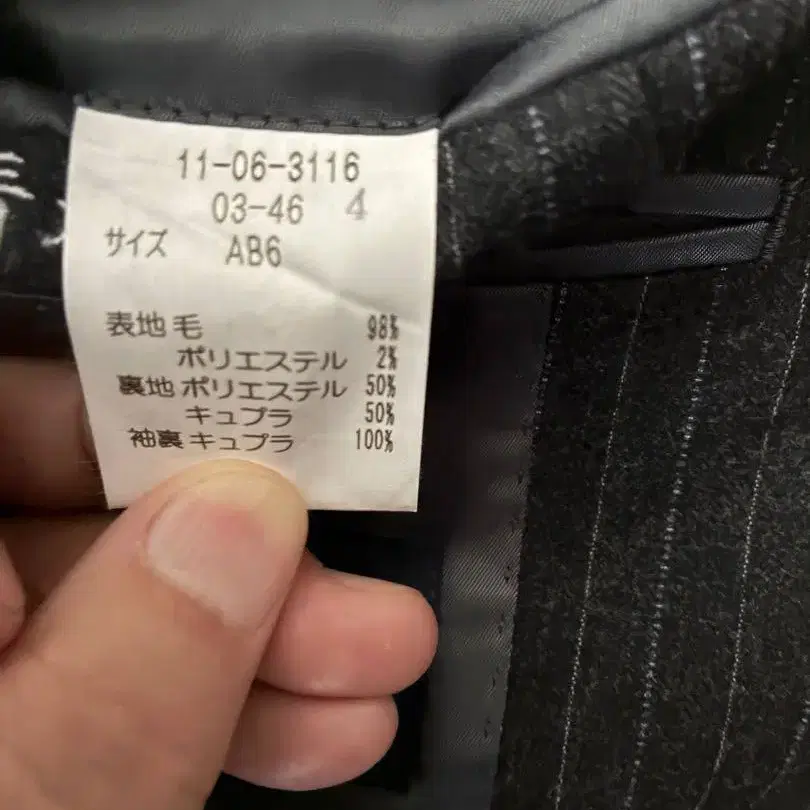 11-06-3116
03-46 4
サイズ AB6
表地 毛 98%
ポリエステル 2%
裏地 ポリエステル 50%
キュプラ 50%
袖裏 キュプラ 100%